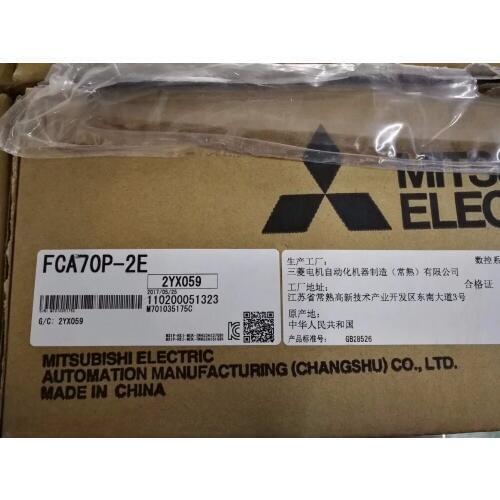 MITSU
ELEC
FCA70P-2E
2YX059
2017/05/25
110200051323
M701035175C
G/C: 2YX059
生产工厂:
数控系
三菱电机自动化机器制造(常熟)有限公司
工厂地址:
合格证
江苏省常熟高新技术产业开发区东南大道3号
原产地:
中华人民共和国
产品标准号: GB28526
MITSUBISHI ELECTRIC
AUTOMATION MANUFACTURING (CHANGSHU) CO., LTD.
MADE IN CHINA